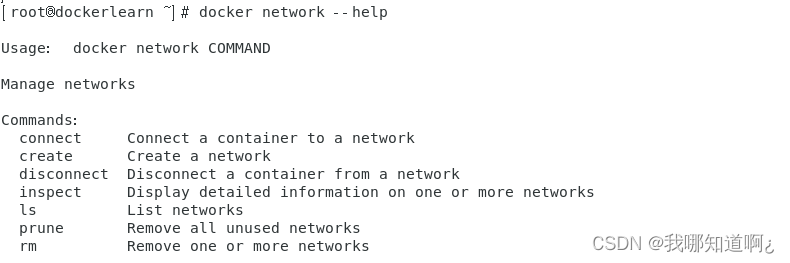 [root@dockerlearn ~]# docker network --help
Usage:  docker network COMMAND
Manage networks
Commands:
  connect     Connect a container to a network
  create      Create a network
  disconnect  Disconnect a container from a network
  inspect     Display detailed information on one or more networks
  ls          List networks
  prune       Remove all unused networks
  rm          Remove one or more networks
CSDN @我哪知道啊¿